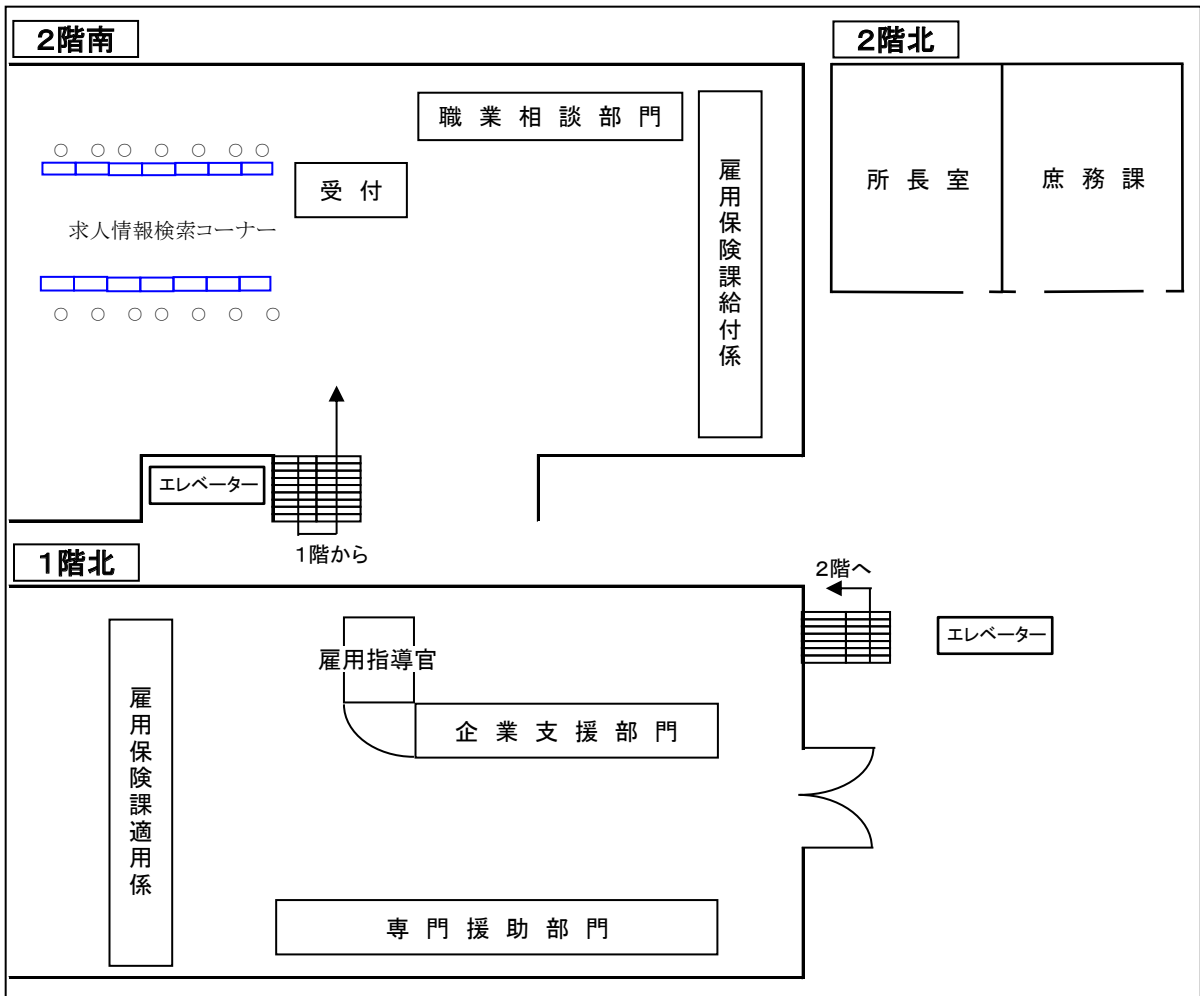 2階南
2階北
職業相談部門
雇用保険課給付係
所長室
庶務課
受付
求人情報検索コーナー
エレベーター
1階から
1階北
2階へ
エレベーター
雇用指導官
企業支援部門
雇用保険課適用係
専門援助部門